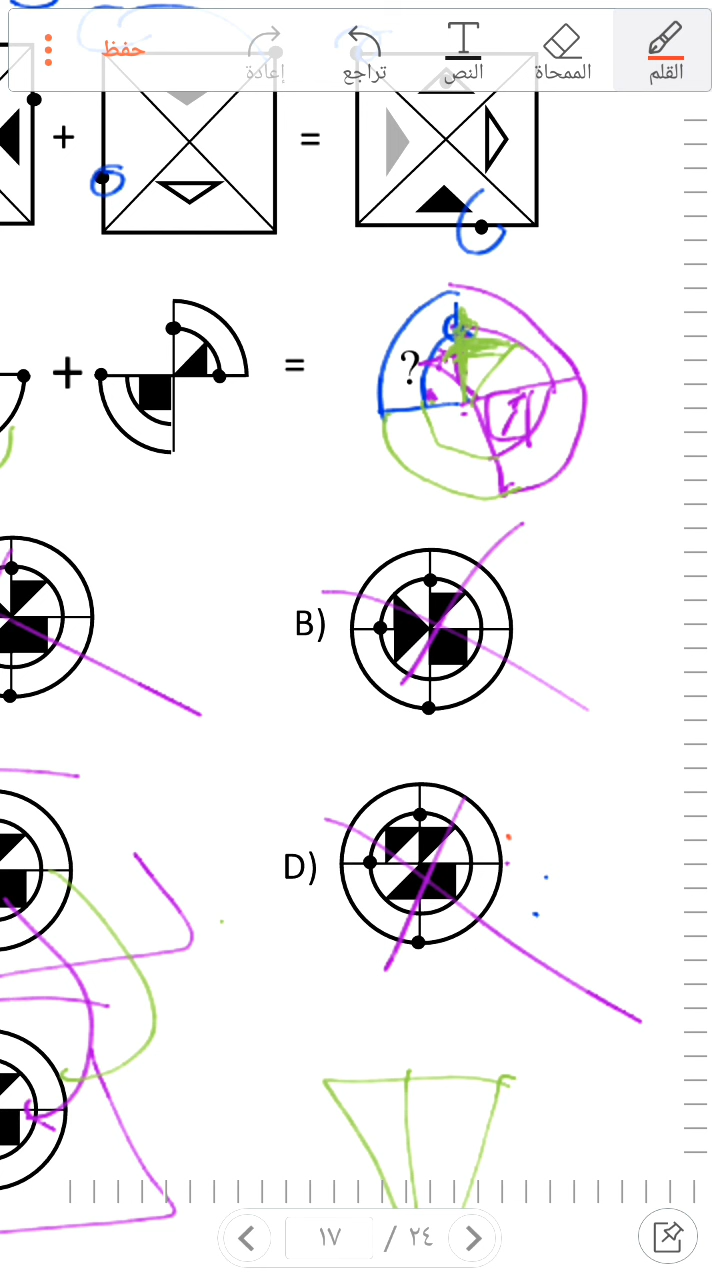 حفظ
إعادة
تراجع
النص
الممحاة
القلم
+ =
+ = ?
B)
D)
١٧ / ٢٤